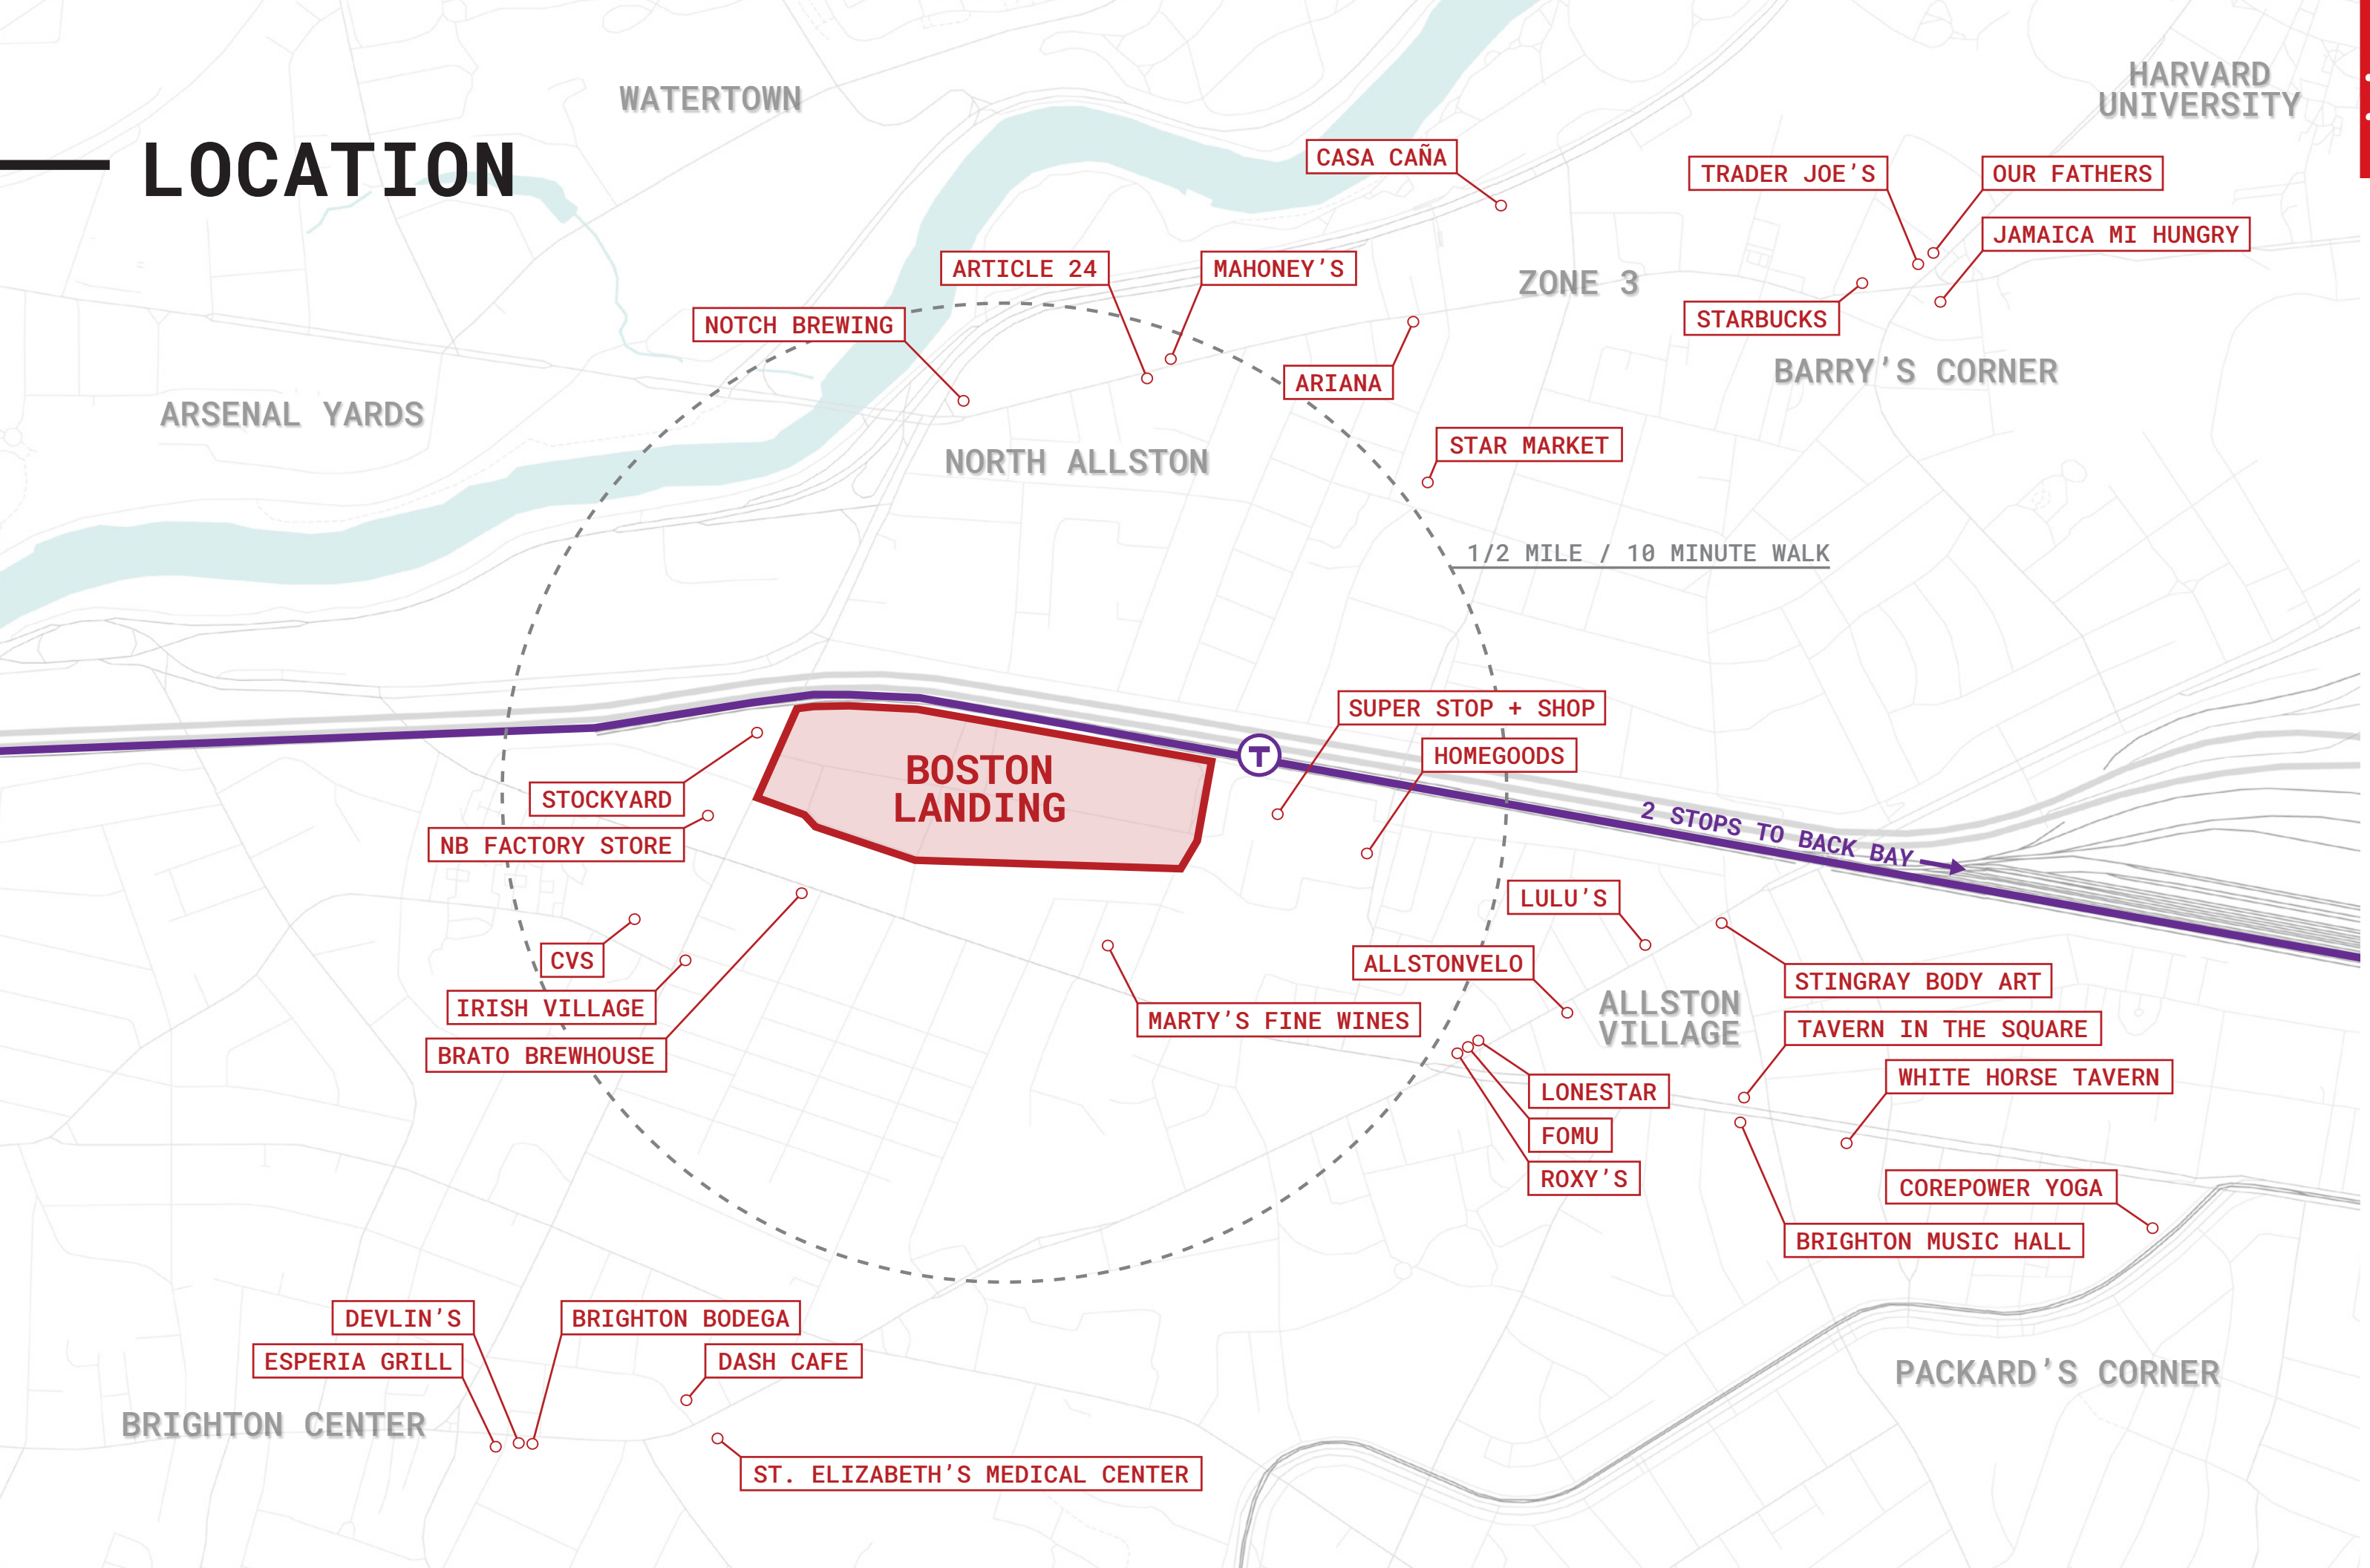 HARVARD
UNIVERSITY
WATERTOWN
LOCATION
CASA CAÑA
TRADER JOE’S
OUR FATHERS
JAMAICA MI HUNGRY
ARTICLE 24
MAHONEY’S
ZONE 3
NOTCH BREWING
STARBUCKS
ARIANA
BARRY’S CORNER
ARSENAL YARDS
STAR MARKET
NORTH ALLSTON
1/2 MILE / 10 MINUTE WALK
SUPER STOP + SHOP
T
HOMEGOODS
BOSTON
LANDING
STOCKYARD
2 STOPS TO BACK BAY
NB FACTORY STORE
LULU’S
CVS
ALLSTONVELO
STINGRAY BODY ART
IRISH VILLAGE
MARTY’S FINE WINES
ALLSTON
VILLAGE
TAVERN IN THE SQUARE
BRATO BREWHOUSE
WHITE HORSE TAVERN
LONESTAR
FOMU
ROXY’S
COREPOWER YOGA
BRIGHTON MUSIC HALL
DEVLIN’S
BRIGHTON BODEGA
ESPERIA GRILL
DASH CAFE
PACKARD’S CORNER
BRIGHTON CENTER
ST. ELIZABETH’S MEDICAL CENTER